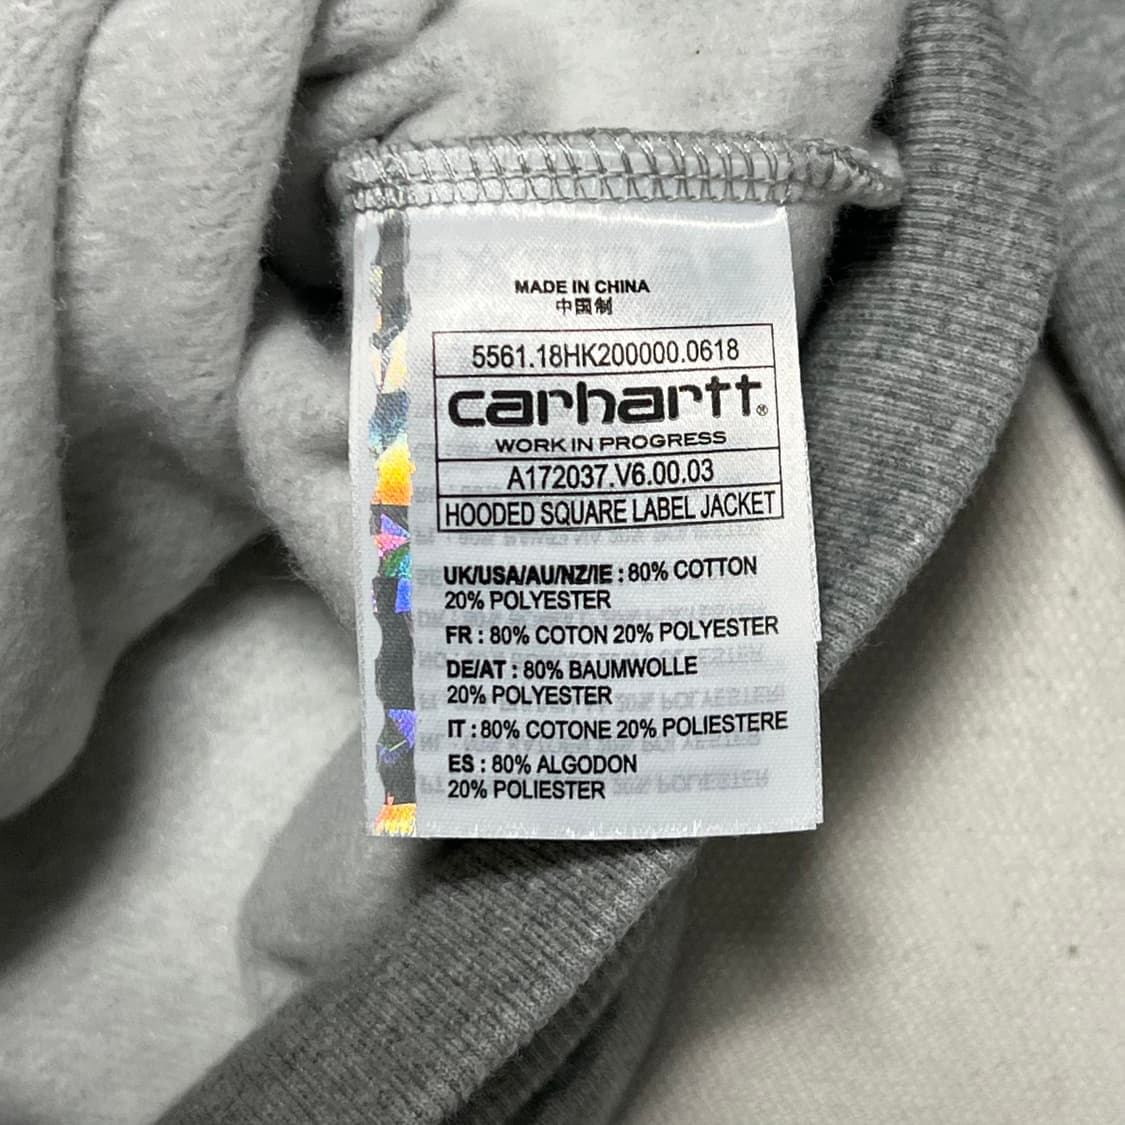 MADE IN CHINA
中国制
5561.18HK200000.0618
carhartt®
WORK IN PROGRESS
A172037.V6.00.03
HOODED SQUARE LABEL JACKET
UK/USA/AU/NZ/IE : 80% COTTON
20% POLYESTER
FR : 80% COTON 20% POLYESTER
DE/AT : 80% BAUMWOLLE
20% POLYESTER
IT : 80% COTONE 20% POLIESTERE
ES : 80% ALGODON
20% POLIESTER